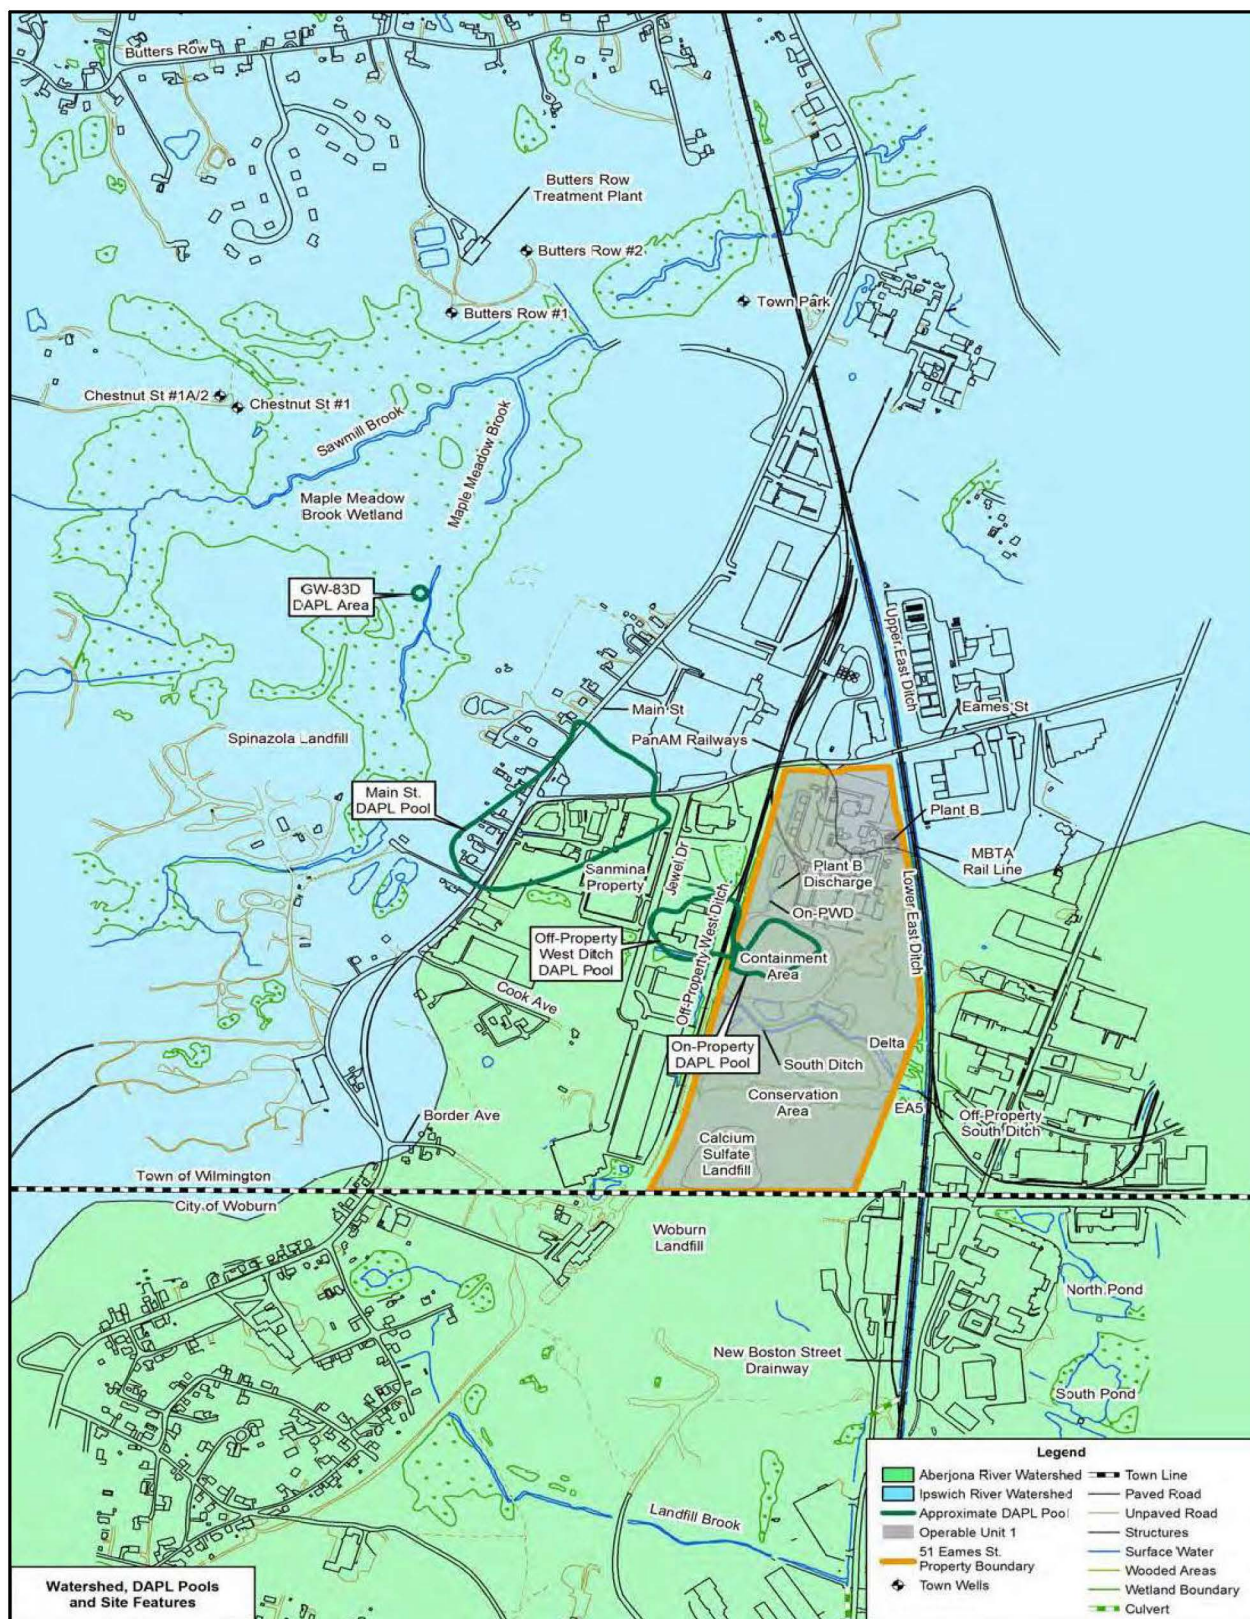 Butters Row
Butters Row
Treatment Plant
Butters Row #2
Butters Row #1
Town Park
Chestnut St #1A/2
Chestnut St #1
Sawmill Brook
Maple Meadow Brook
Maple Meadow
Brook Wetland
GW-83D
DAPL Area
Upper East Ditch
Main St
Eames St
Spinazola Landfill
PanAM Railways
Main St.
DAPL Pool
Plant B
MBTA
Rail Line
Sanmina
Property
Jewel Dr
Plant B
Discharge
On-PWD
Lower East Ditch
Off-Property West Ditch
Off-Property
West Ditch
DAPL Pool
Containment
Area
Cook Ave
On-Property
DAPL Pool
South Ditch
Delta
Conservation
Area
EA5
Off-Property
South Ditch
Border Ave
Calcium
Sulfate
Landfill
Town of Wilmington
City of Woburn
Woburn
Landfill
North Pond
New Boston Street
Drainway
South Pond
Landfill Brook
Legend
Aberjona River Watershed
Ipswich River Watershed
Approximate DAPL Pool
Operable Unit 1
51 Eames St.
Property Boundary
Town Wells
Town Line
Paved Road
Unpaved Road
Structures
Surface Water
Wooded Areas
Wetland Boundary
Culvert
Watershed, DAPL Pools
and Site Features